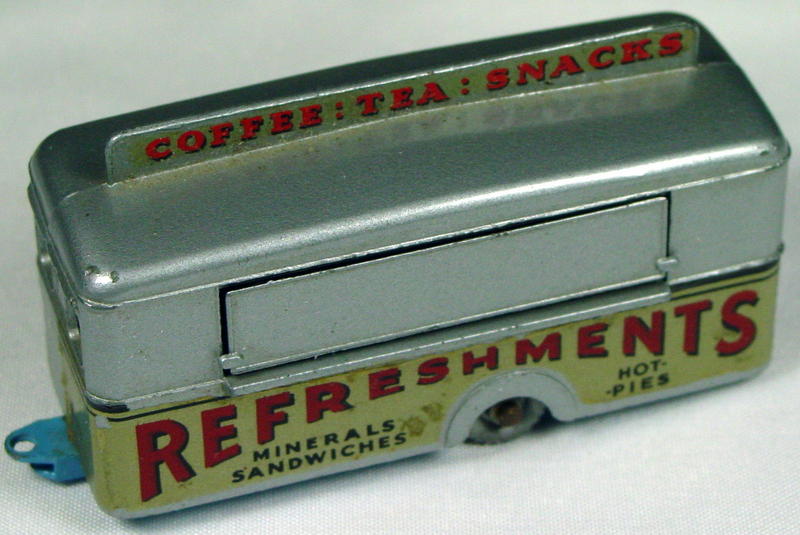 COFFEE : TEA : SNACKS
REFRESHMENTS
MINERALS
SANDWICHES
HOT-
-PIES